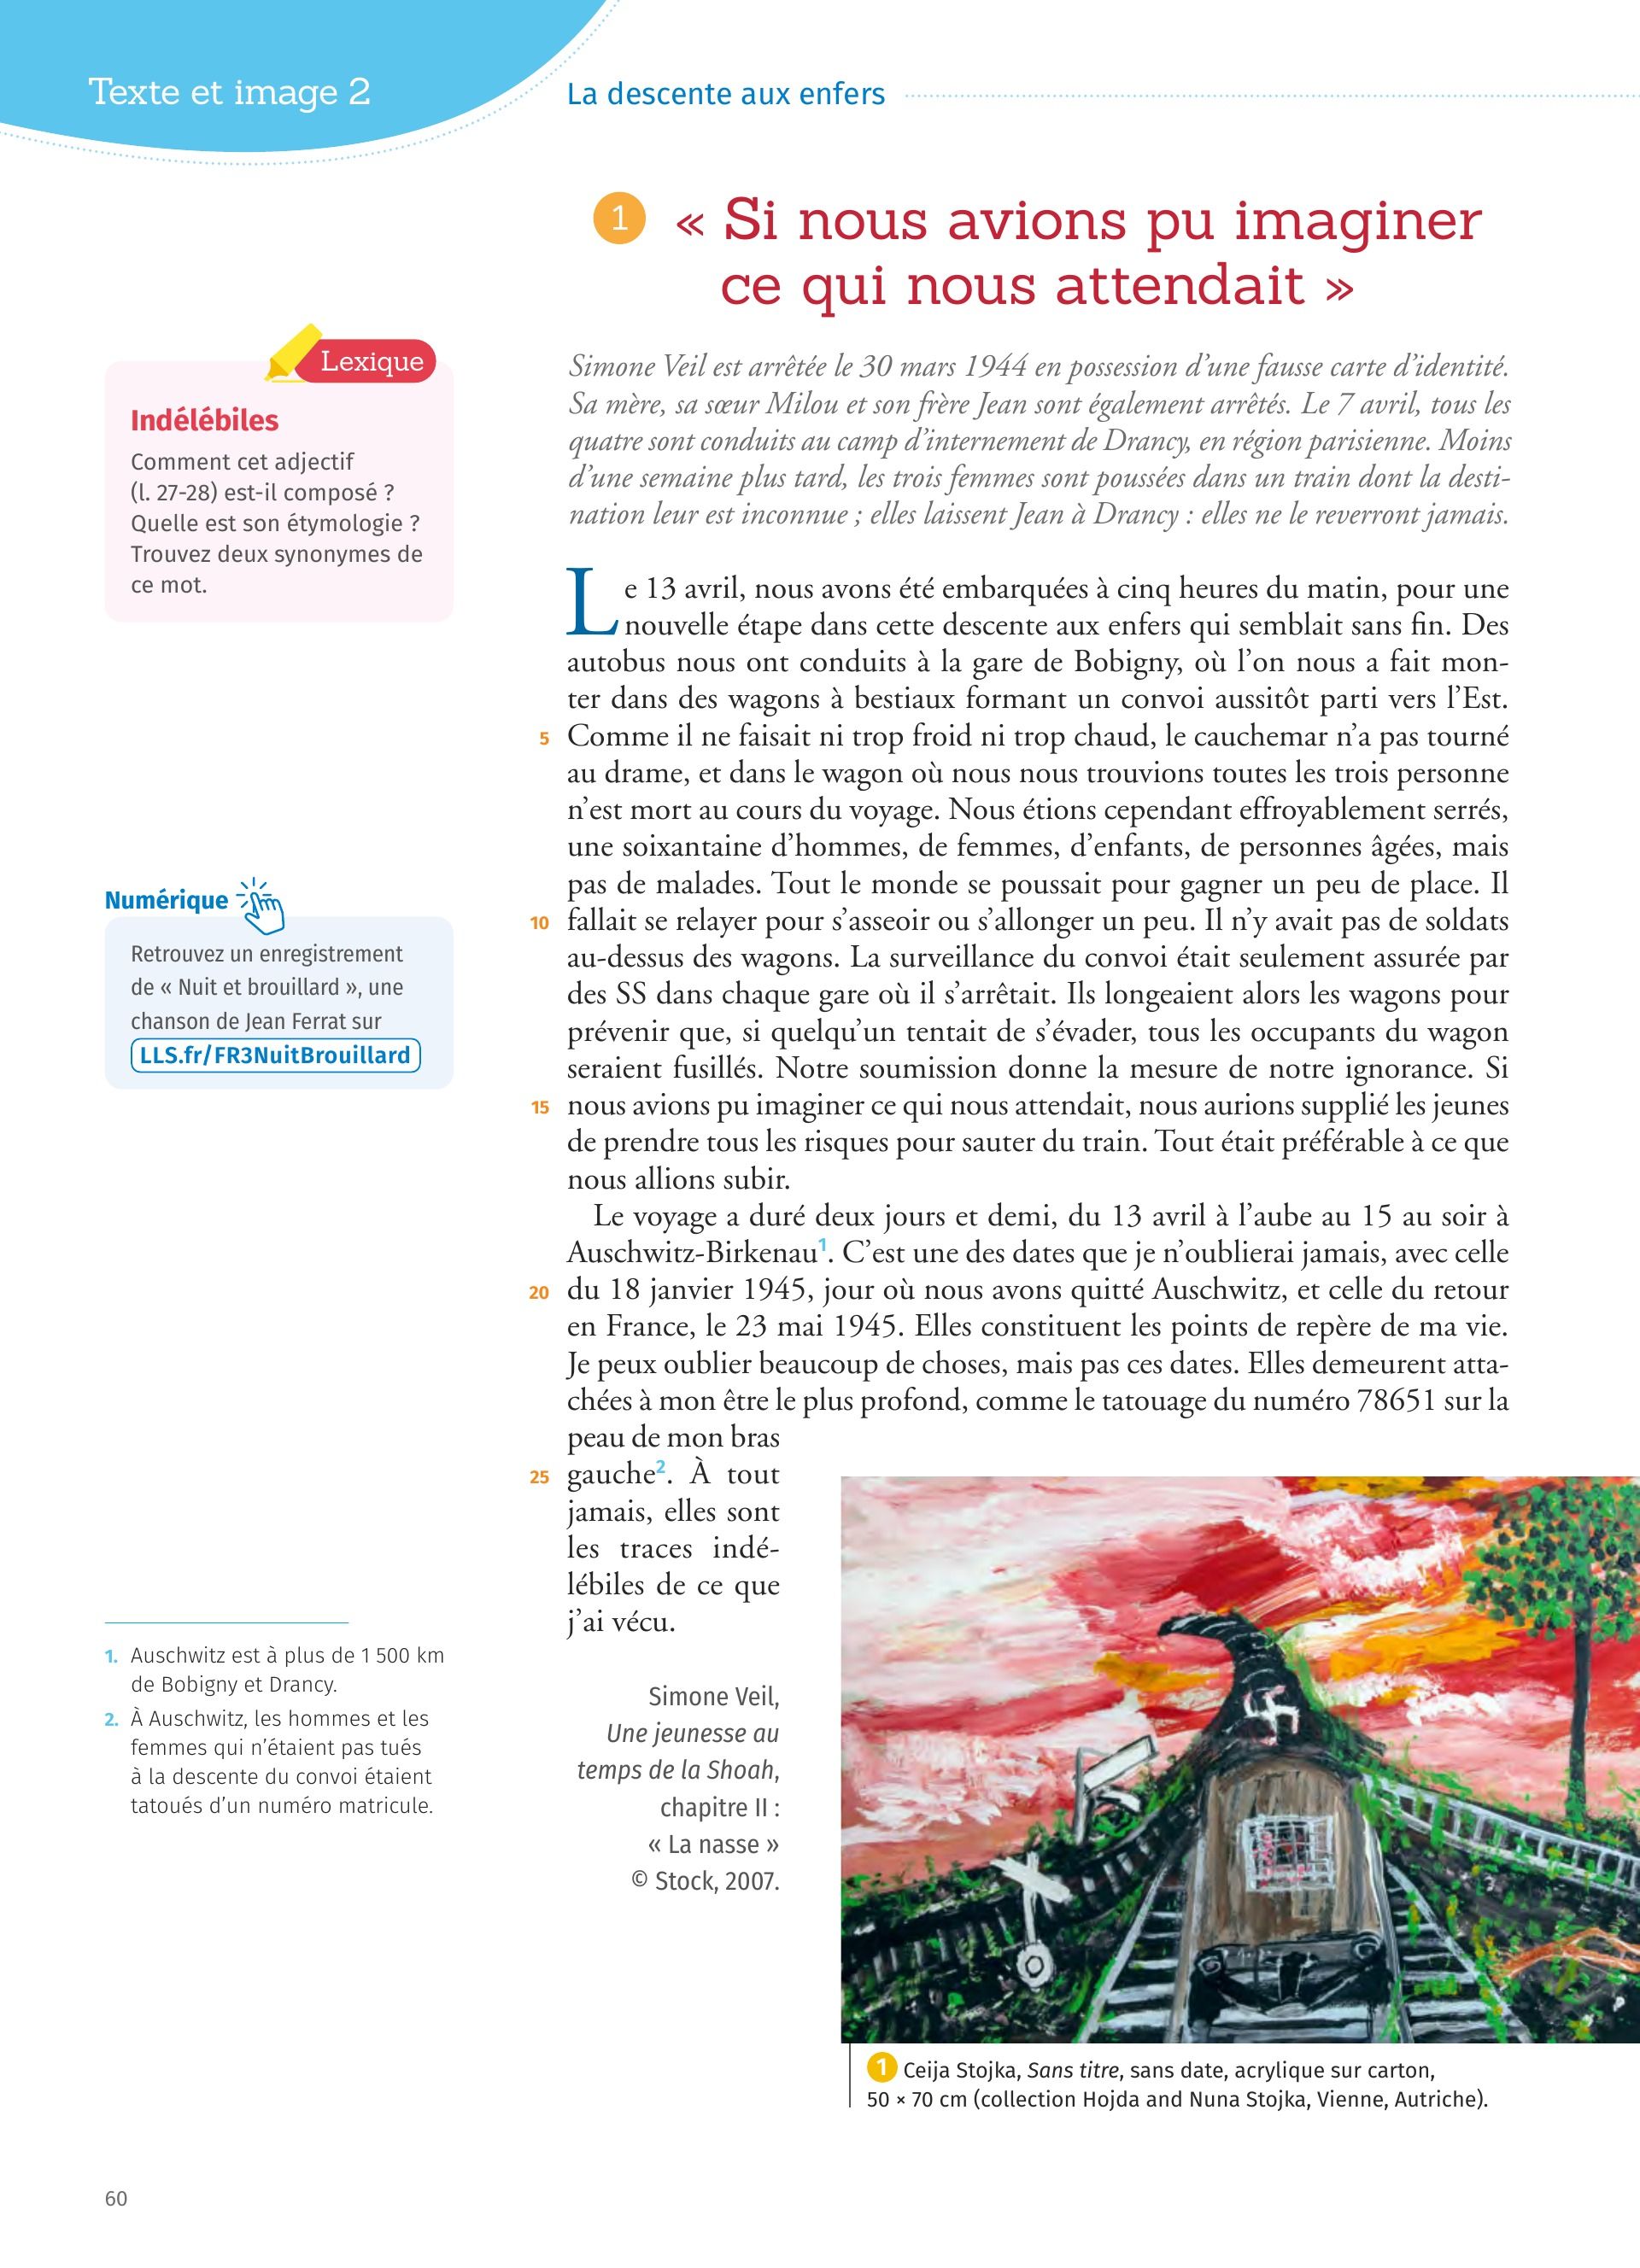 Texte et image 2
La descente aux enfers
1 « Si nous avions pu imaginer
ce qui nous attendait »
Simone Veil est arrêtée le 30 mars 1944 en possession d’une fausse carte d’identité.
Sa mère, sa sœur Milou et son frère Jean sont également arrêtés. Le 7 avril, tous les
quatre sont conduits au camp d’internement de Drancy, en région parisienne. Moins
d’une semaine plus tard, les trois femmes sont poussées dans un train dont la desti-
nation leur est inconnue ; elles laissent Jean à Drancy : elles ne le reverront jamais.
Lexique
Indélébiles
Comment cet adjectif
(l. 27-28) est-il composé ?
Quelle est son étymologie ?
Trouvez deux synonymes de
ce mot.
Numérique
Retrouvez un enregistrement
de « Nuit et brouillard », une
chanson de Jean Ferrat sur
LLS.fr/FR3NuitBrouillard
Le 13 avril, nous avons été embarquées à cinq heures du matin, pour une
nouvelle étape dans cette descente aux enfers qui semblait sans fin. Des
autobus nous ont conduits à la gare de Bobigny, où l’on nous a fait mon-
ter dans des wagons à bestiaux formant un convoi aussitôt parti vers l’Est.
5 Comme il ne faisait ni trop froid ni trop chaud, le cauchemar n’a pas tourné
au drame, et dans le wagon où nous nous trouvions toutes les trois personne
n’est mort au cours du voyage. Nous étions cependant effroyablement serrés,
une soixantaine d’hommes, de femmes, d’enfants, de personnes âgées, mais
pas de malades. Tout le monde se poussait pour gagner un peu de place. Il
10 fallait se relayer pour s’asseoir ou s’allonger un peu. Il n’y avait pas de soldats
au-dessus des wagons. La surveillance du convoi était seulement assurée par
des SS dans chaque gare où il s’arrêtait. Ils longeaient alors les wagons pour
prévenir que, si quelqu’un tentait de s’évader, tous les occupants du wagon
seraient fusillés. Notre soumission donne la mesure de notre ignorance. Si
15 nous avions pu imaginer ce qui nous attendait, nous aurions supplié les jeunes
de prendre tous les risques pour sauter du train. Tout était préférable à ce que
nous allions subir.
Le voyage a duré deux jours et demi, du 13 avril à l’aube au 15 au soir à
Auschwitz-Birkenau1. C’est une des dates que je n’oublierai jamais, avec celle
20 du 18 janvier 1945, jour où nous avons quitté Auschwitz, et celle du retour
en France, le 23 mai 1945. Elles constituent les points de repère de ma vie.
Je peux oublier beaucoup de choses, mais pas ces dates. Elles demeurent atta-
chées à mon être le plus profond, comme le tatouage du numéro 78651 sur la
peau de mon bras
25 gauche2. À tout
jamais, elles sont
les traces indé-
lébiles de ce que
j’ai vécu.
Simone Veil,
Une jeunesse au
temps de la Shoah,
chapitre II :
« La nasse »
© Stock, 2007.
1. Auschwitz est à plus de 1 500 km
de Bobigny et Drancy.
2. À Auschwitz, les hommes et les
femmes qui n’étaient pas tués
à la descente du convoi étaient
tatoués d’un numéro matricule.
1 Ceija Stojka, Sans titre, sans date, acrylique sur carton,
50 × 70 cm (collection Hojda and Nuna Stojka, Vienne, Autriche).
60